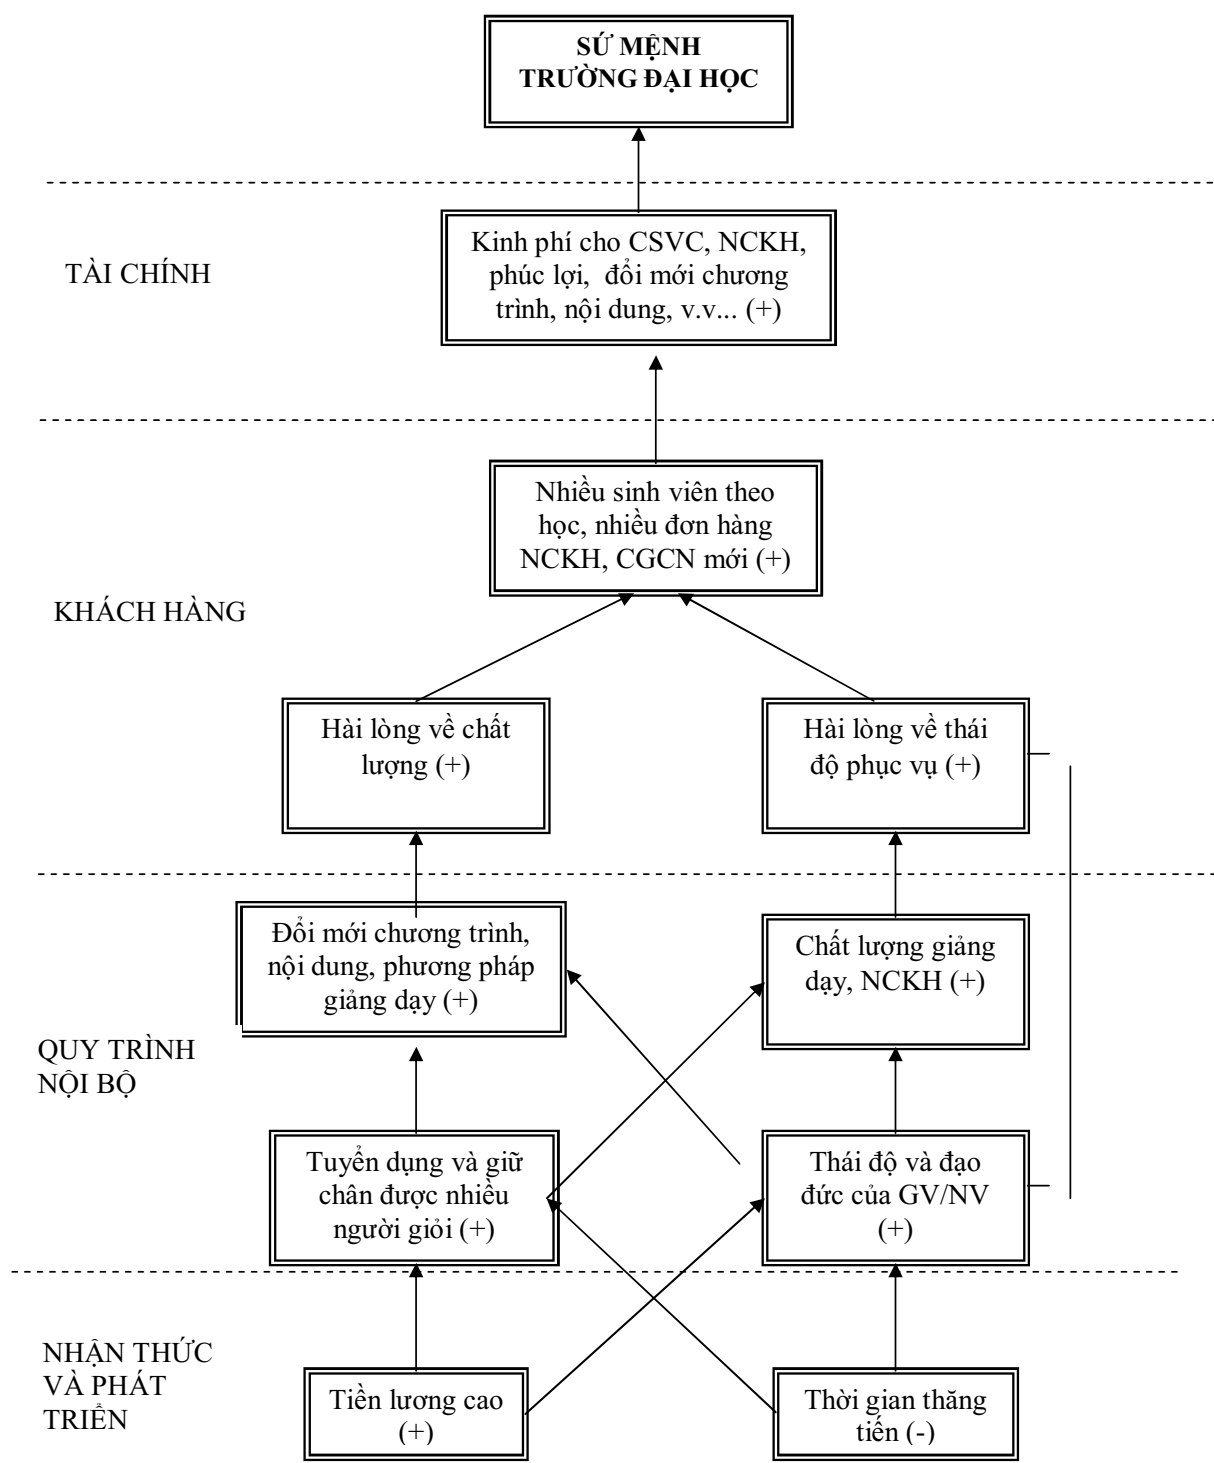 SỨ MỆNH
TRƯỜNG ĐẠI HỌC
TÀI CHÍNH
Kinh phí cho CSVC, NCKH,
phúc lợi, đổi mới chương
trình, nội dung, v.v... (+)
Nhiều sinh viên theo
học, nhiều đơn hàng
NCKH, CGCN mới (+)
KHÁCH HÀNG
Hài lòng về chất
lượng (+)
Hài lòng về thái
độ phục vụ (+)
Đổi mới chương trình,
nội dung, phương pháp
giảng dạy (+)
Chất lượng giảng
dạy, NCKH (+)
QUY TRÌNH
NỘI BỘ
Tuyển dụng và giữ
chân được nhiều
người giỏi (+)
Thái độ và đạo
đức của GV/NV
(+)
NHẬN THỨC
VÀ PHÁT
TRIỂN
Tiền lương cao
(+)
Thời gian thăng
tiến (-)